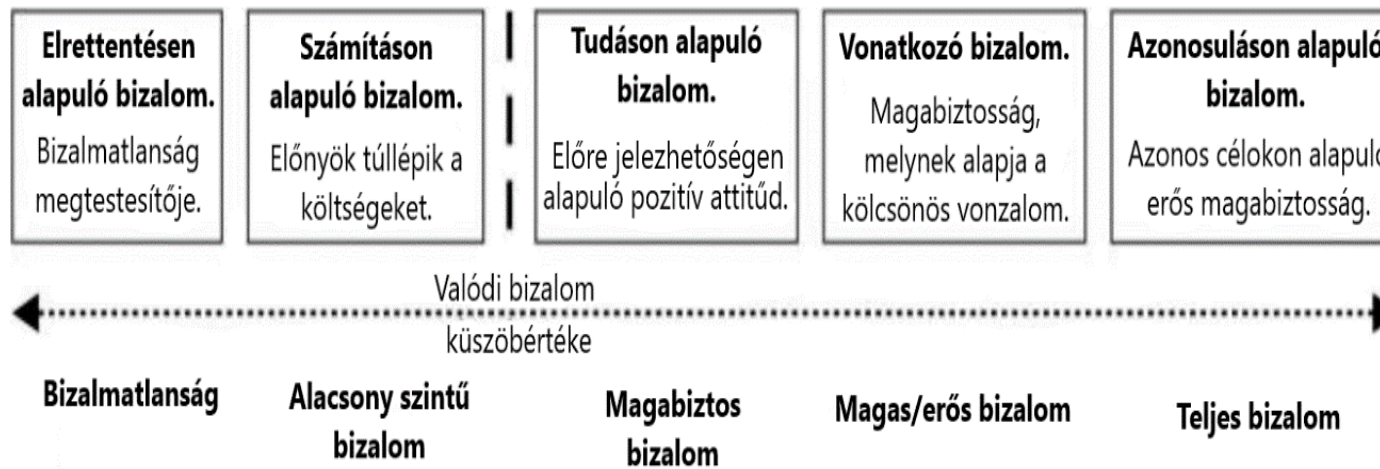 Elrettentésen
alapuló bizalom.
Bizalmatlanság
megtestesítője.
Számításon
alapuló bizalom.
Előnyök túllépik a
költségeket.
Tudáson alapuló
bizalom.
Előre jelezhetőségen
alapuló pozitív attitűd.
Vonatkozó bizalom.
Magabiztosság,
melynek alapja a
kölcsönös vonzalom.
Azonosuláson alapuló
bizalom.
Azonos célokon alapuló
erős magabiztosság.
Valódi bizalom
küszöbértéke
Bizalmatlanság
Alacsony szintű
bizalom
Magabiztos
bizalom
Magas/erős bizalom
Teljes bizalom